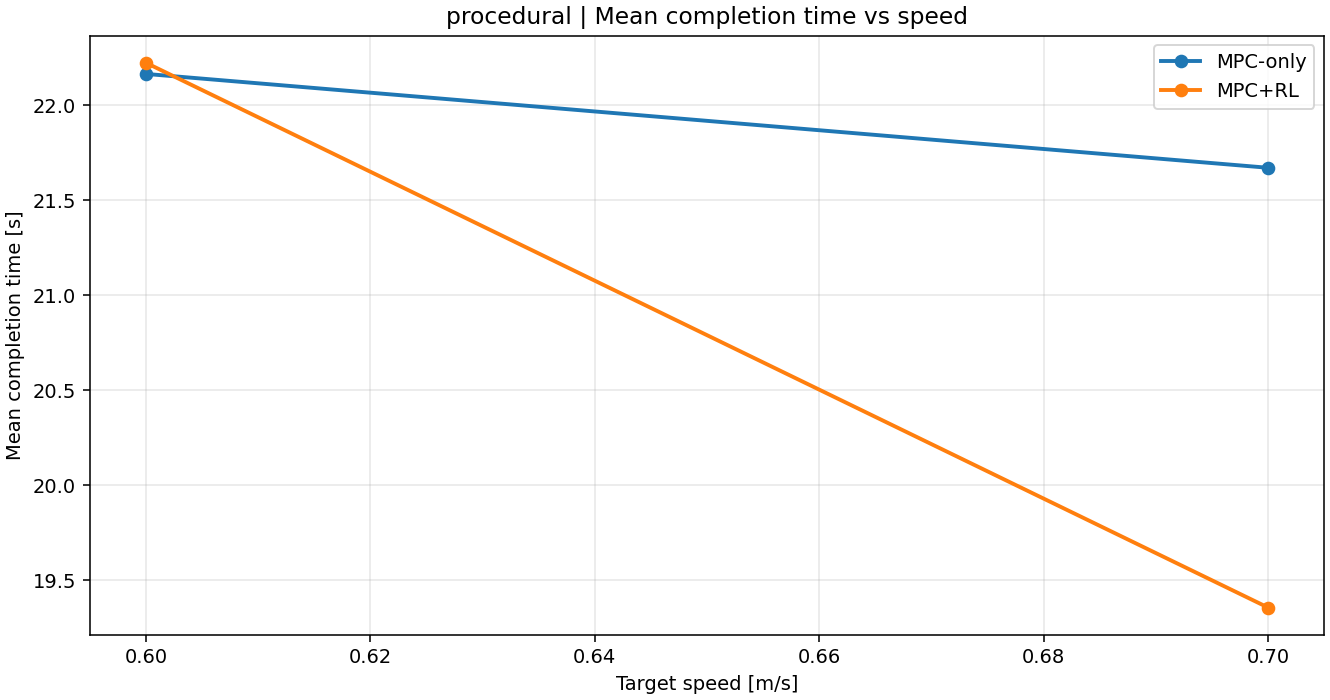 procedural | Mean completion time vs speed
MPC-only
MPC+RL
Mean completion time [s]
22.0
21.5
21.0
20.5
20.0
19.5
0.60 0.62 0.64 0.66 0.68 0.70
Target speed [m/s]